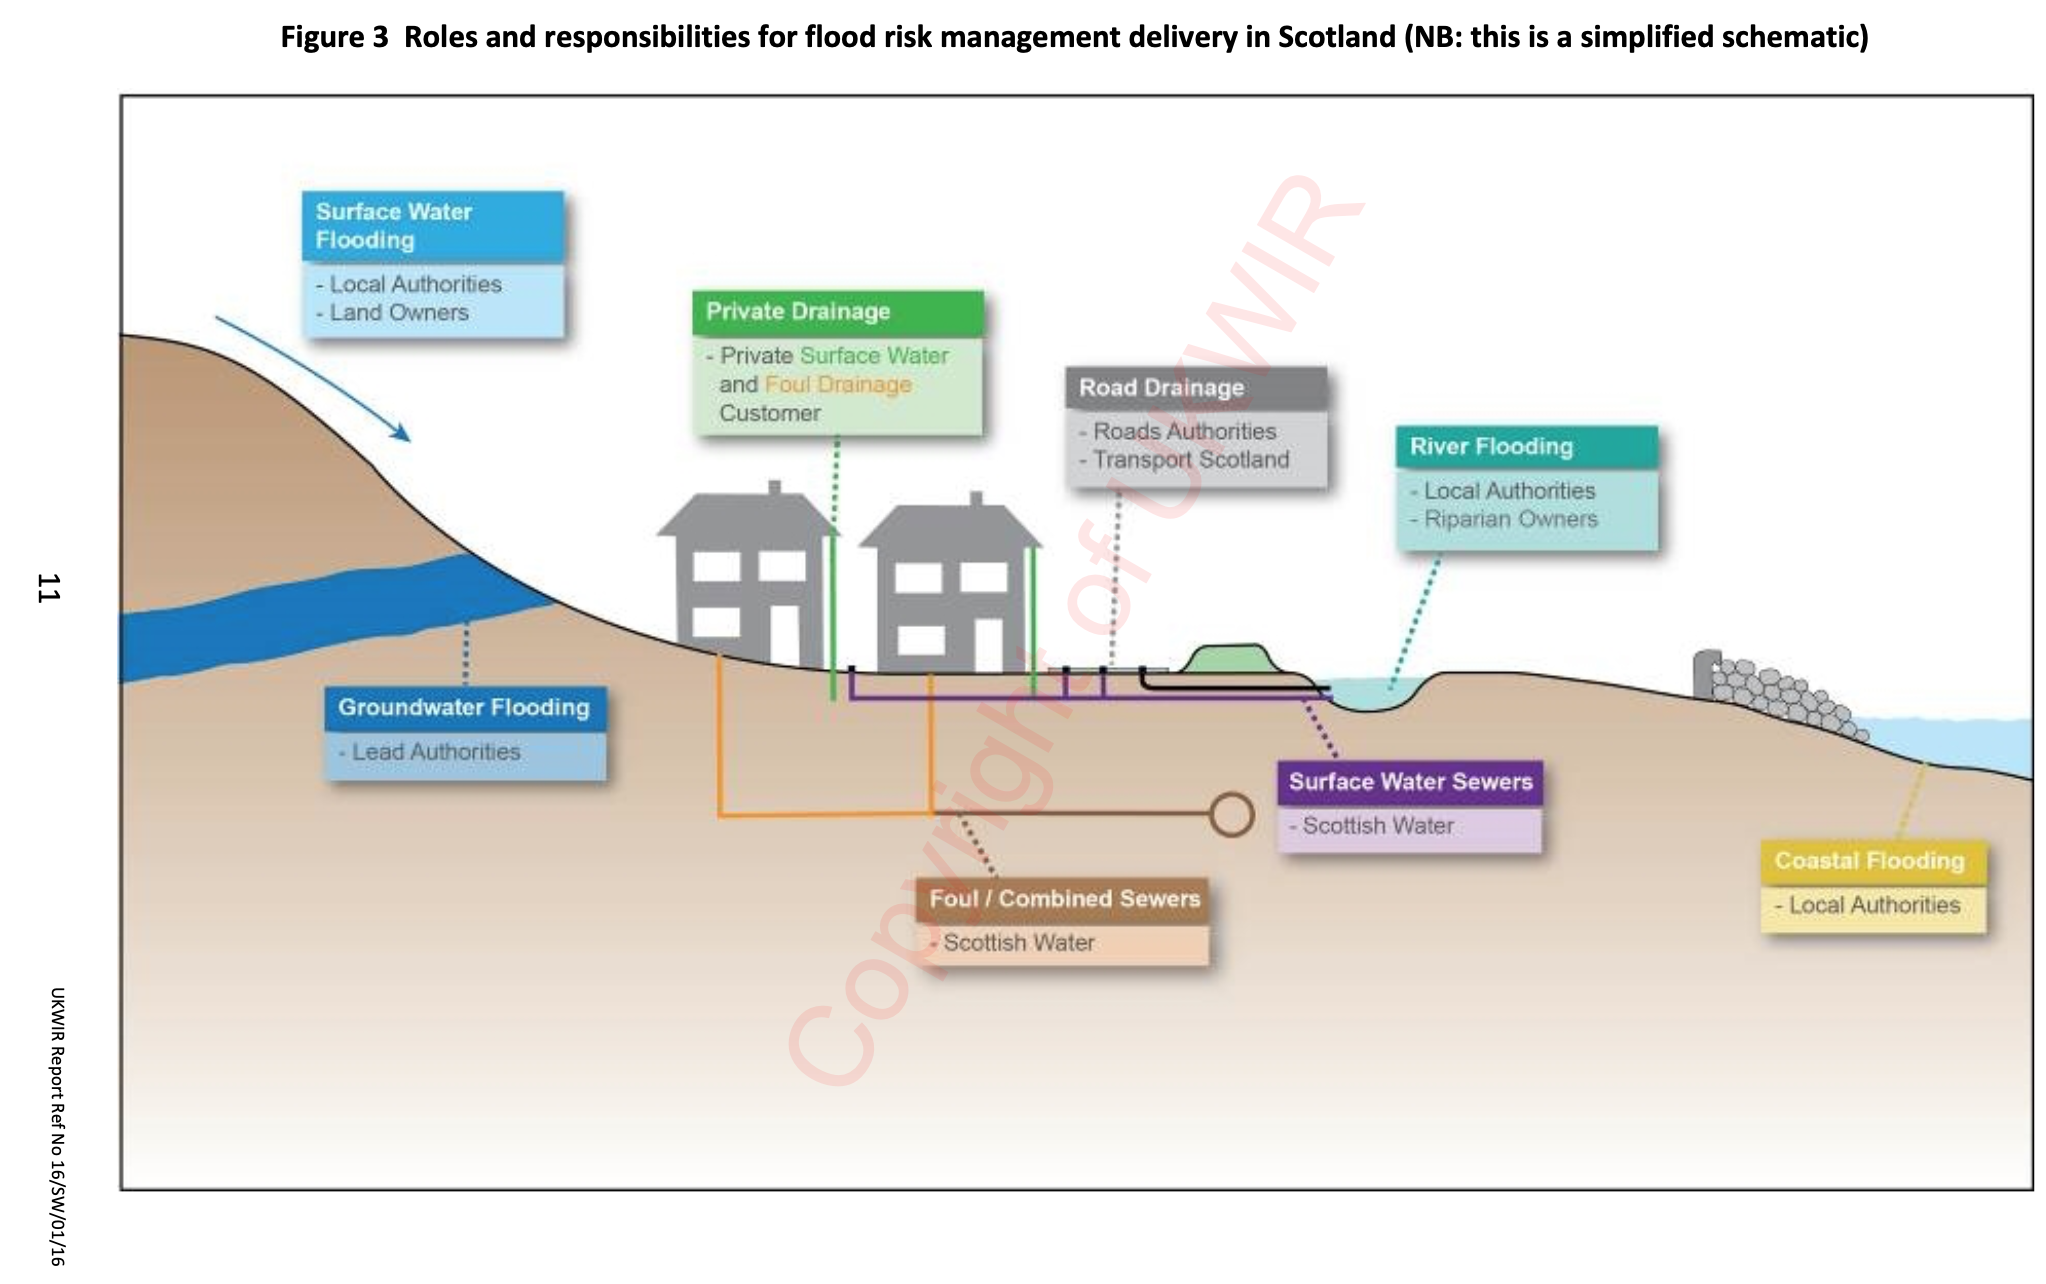 Figure 3  Roles and responsibilities for flood risk management delivery in Scotland (NB: this is a simplified schematic)
Surface Water
Flooding
- Local Authorities
- Land Owners
Private Drainage
- Private Surface Water
and Foul Drainage
Customer
Road Drainage
- Roads Authorities
- Transport Scotland
River Flooding
- Local Authorities
- Riparian Owners
Groundwater Flooding
- Lead Authorities
Surface Water Sewers
- Scottish Water
Foul / Combined Sewers
- Scottish Water
Coastal Flooding
- Local Authorities
Copyright of UKWIR
11
UKWIR Report Ref No 16/SW/01/16